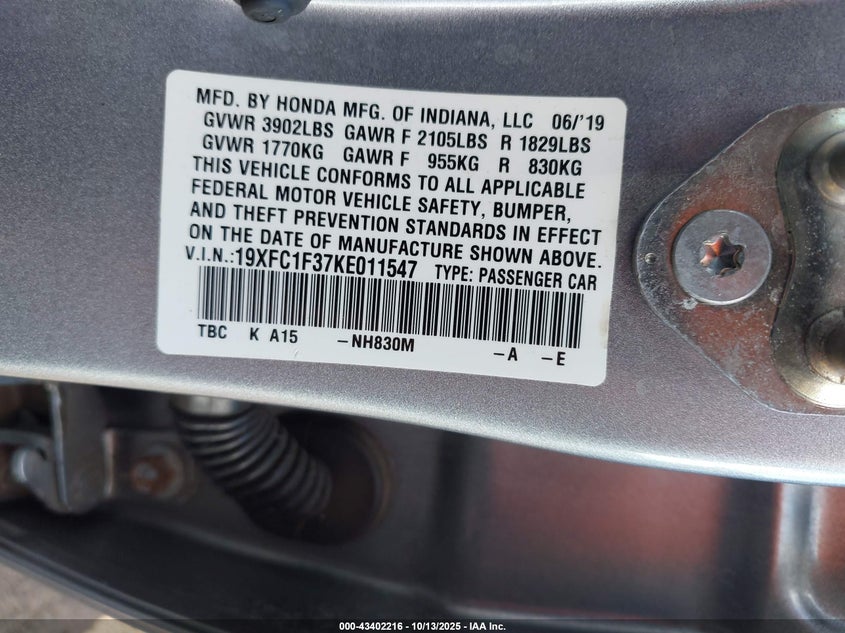 MFD. BY HONDA MFG. OF INDIANA, LLC 06/'19
GVWR 3902LBS GAWR F 2105LBS R 1829LBS
GVWR 1770KG GAWR F 955KG R 830KG
THIS VEHICLE CONFORMS TO ALL APPLICABLE
FEDERAL MOTOR VEHICLE SAFETY, BUMPER,
AND THEFT PREVENTION STANDARDS IN EFFECT
ON THE DATE OF MANUFACTURE SHOWN ABOVE.
V.I.N.:19XFC1F37KE011547 TYPE: PASSENGER CAR
TBC K A15 -NH830M -A -E
000-43402216 - 10/13/2025 - IAA Inc.